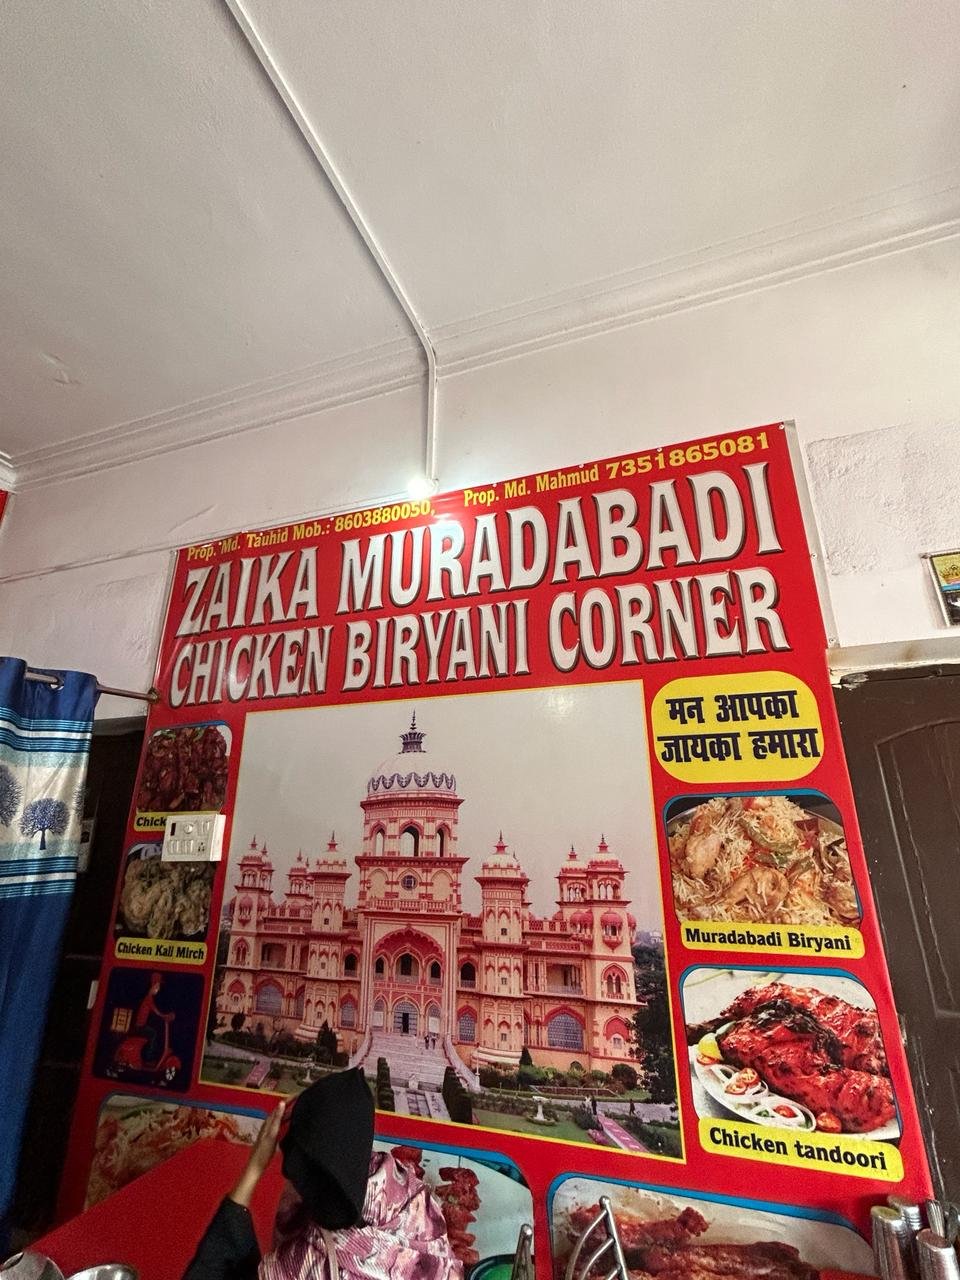 Prop. Md. Tauhid Mob.: 8603880050, Prop. Md. Mahmud 7351865081
ZAIKA MURADABADI
CHICKEN BIRYANI CORNER
मन आपका
जायका हमारा
Chicken Kali Mirch
Muradabadi Biryani
Chicken tandoori